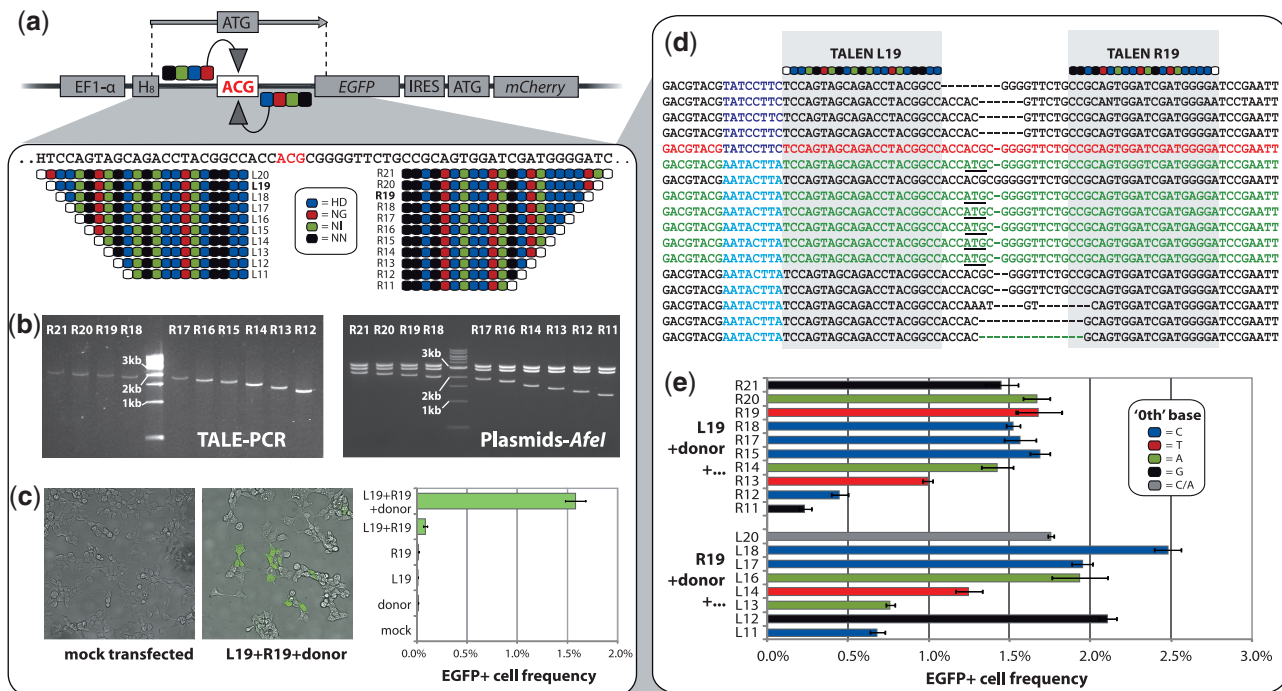 (a)
ATG
EF1-α
H8
ACG
EGFP
IRES
ATG
mCherry
..HTCCAGTAGCAGACCTACGGCCACCACGCGGGGTTCTGCCGCAGTGGATCGATGGGGATC..
L20
L19
L18
L17
L16
L15
L14
L13
L12
L11
= HD
= NG
= NI
= NN
R21
R20
R19
R18
R17
R16
R15
R14
R13
R12
R11
(b)
R21 R20 R19 R18
R17 R16 R15 R14 R13 R12
3kb
2kb
1kb
TALE-PCR
R21 R20 R19 R18
R17 R16 R14 R13 R12 R11
3kb
2kb
1kb
Plasmids-AfeI
(c)
mock transfected
L19+R19+donor
L19+R19
+donor
L19+R19
R19
L19
donor
mock
0.0% 0.5% 1.0% 1.5% 2.0%
EGFP+ cell frequency
(d)
TALEN L19
TALEN R19
GACGTACGTATCCTTCTCCAGTAGCAGACCTACGGCC----------GGGGTTCTGCCGCAGTGGATCGATGGGGATCCGAATT
GACGTACGTATCCTTCTCCAGTAGCAGACCTACGGCCACCAC------GTTCTGCCGCANTGGATCGATGGGAATCCTAATT
GACGTACGTATCCTTCTCCAGTAGCAGACCTACGGCCACCAC------GTTCTGCCGCAGTGGATCGATGGGGATCCGAATT
GACGTACGTATCCTTCTCCAGTAGCAGACCTACGGCCACCAC------GTTCTGCCGCAGTGGATCGATGGGGATCCGAATT
GACGTACGTATCCTTCTCCAGTAGCAGACCTACGGCCACCACGC-GGGGTTCTGCCGCAGTGGATCGATGGGGATCCGAATT
GACGTACGAATACTTATCCAGTAGCAGACCTACGGCCACCATGC-GGGGTTCTGCCGCAGTGGATCGATGGGGATCCGAATT
GACGTACGAATACTTATCCAGTAGCAGACCTACGGCCACCACGCGGGGGTTCTGCCGCAGTGGATCGATGGGGATCCGAATT
GACGTACGAATACTTATCCAGTAGCAGACCTACGGCCACCATGC-GGGGTTCTGCCGCAGTGGATCGATGAGGATCCGAATT
GACGTACGAATACTTATCCAGTAGCAGACCTACGGCCACCATGC-GGGGTTCTGCCGCAGTGGATCGATGAGGATCCGAATT
GACGTACGAATACTTATCCAGTAGCAGACCTACGGCCACCATGC-GGGGTTCTGCCGCAGTGGATCGATGAGGATCCGAATT
GACGTACGAATACTTATCCAGTAGCAGACCTACGGCCACCATGC-GGGGTTCTGCCGCAGTGGATCGATGGGGATCCGAATT
GACGTACGAATACTTATCCAGTAGCAGACCTACGGCCACCACGC--GGGTTCTGCCGCAGTGGATCGATGGGGATCCGAATT
GACGTACGAATACTTATCCAGTAGCAGACCTACGGCCACCAAAT---GT------CAGTGGATCGATGGGGATCCGAATT
GACGTACGAATACTTATCCAGTAGCAGACCTACGGCCACCAC---------------GCAGTGGATCGATGGGGATCCGAATT
GACGTACGAATACTTATCCAGTAGCAGACCTACGGCCACCAC---------------GCAGTGGATCGATGGGGATCCGAATT
(e)
L19
+donor
+...
R21
R20
R19
R18
R17
R15
R14
R13
R12
R11
R19
+donor
+...
L20
L18
L17
L16
L14
L13
L12
L11
'0th' base
= C
= T
= A
= G
= C/A
0.0% 0.5% 1.0% 1.5% 2.0% 2.5% 3.0%
EGFP+ cell frequency